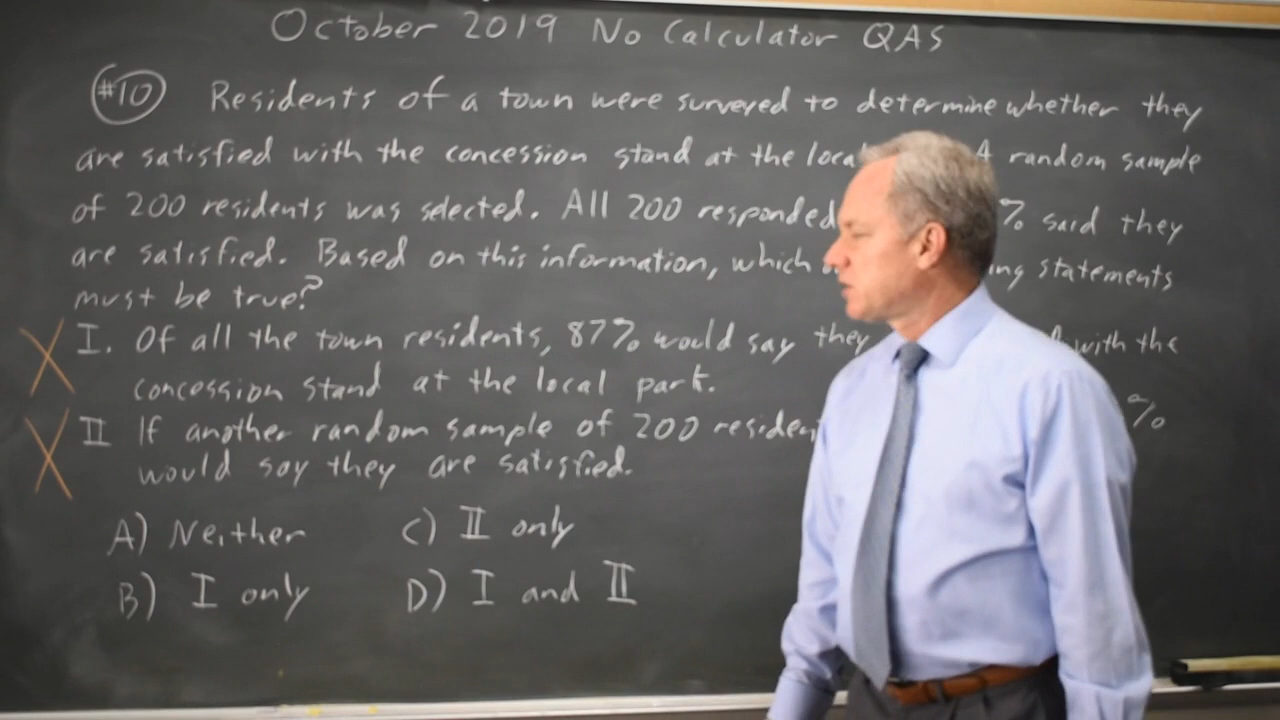 October 2019 No Calculator QAS
#10 Residents of a town were surveyed to determine whether they
are satisfied with the concession stand at the A random sample
of 200 residents was selected. All 200 responded % said they
are satisfied. Based on this information, which statements
must be true?
X I. Of all the town residents, 87% would say they with the
concession stand at the local park.
X II If another random sample of 200 %
would say they are satisfied.
A) Neither C) II only
B) I only D) I and II